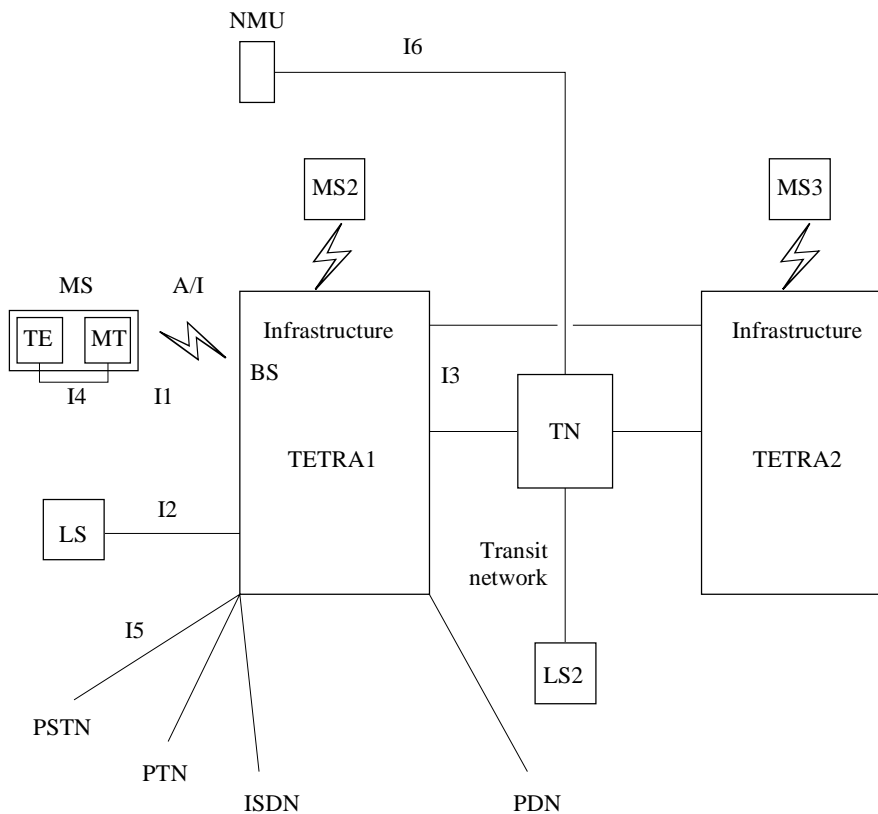 NMU
I6
MS2
MS3
MS
A/I
TE
MT
Infrastructure
Infrastructure
BS
I3
I4
I1
TN
TETRA1
TETRA2
I2
LS
Transit
network
I5
LS2
PSTN
PTN
ISDN
PDN